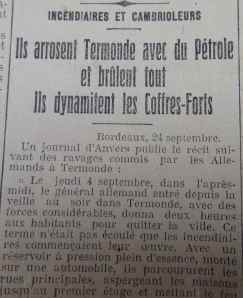 INCENDIAIRES ET CAMBRIOLEURS
Ils arrosent Termonde avec du Pétrole
et brûlent tout
Ils dynamitent les Coffres-Forts
Bordeaux, 24 septembre.
Un journal d'Anvers publie le récit sui-
vant des ravages commis par les Alle-
mands à Termonde :
« Le jeudi 4 septembre, dans l'après-
midi, le général allemand entré depuis la
veille au soir dans Termonde, avec des
forces considérables, donna deux heures
aux habitants pour quitter la ville. Ce
terme n'était pas écoulé que les incendiai-
res commençaient leur œuvre. Avec un
réservoir à pression plein d'essence, monté
sur une automobile, ils parcoururent les
rues principales, aspergeant les maisons
jusqu'au premier étage et mettant le feu